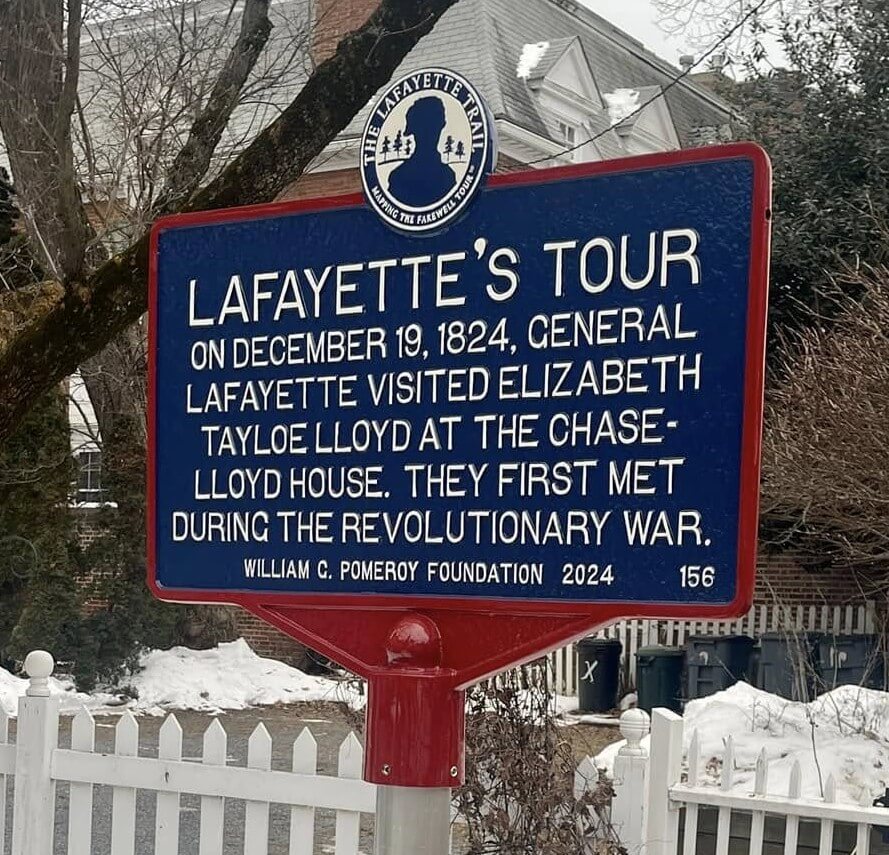 THE LAFAYETTE TRAIL
MAPPING THE FAREWELL TOUR
LAFAYETTE'S TOUR
ON DECEMBER 19, 1824, GENERAL
LAFAYETTE VISITED ELIZABETH
TAYLOE LLOYD AT THE CHASE-
LLOYD HOUSE. THEY FIRST MET
DURING THE REVOLUTIONARY WAR.
WILLIAM G. POMEROY FOUNDATION 2024 156
X